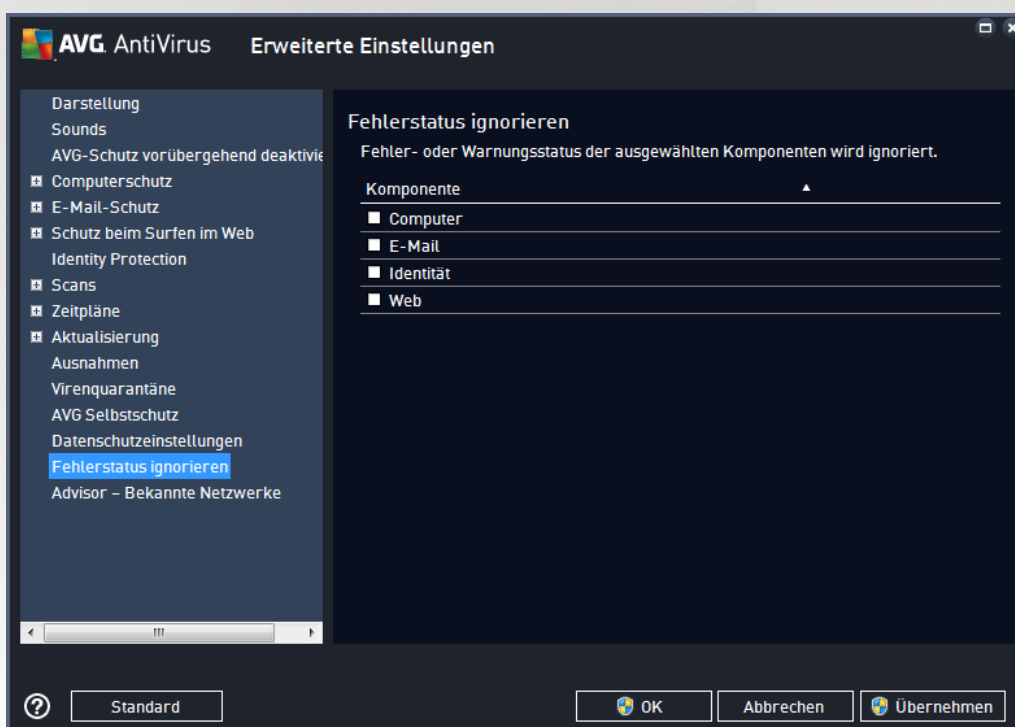 AVG. AntiVirus Erweiterte Einstellungen
Darstellung
Sounds
AVG-Schutz vorübergehend deaktivie
Computerschutz
E-Mail-Schutz
Schutz beim Surfen im Web
Identity Protection
Scans
Zeitpläne
Aktualisierung
Ausnahmen
Virenquarantäne
AVG Selbstschutz
Datenschutzeinstellungen
Fehlerstatus ignorieren
Advisor – Bekannte Netzwerke
Fehlerstatus ignorieren
Fehler- oder Warnungsstatus der ausgewählten Komponenten wird ignoriert.
Komponente
Computer
E-Mail
Identität
Web
? Standard OK Abbrechen Übernehmen